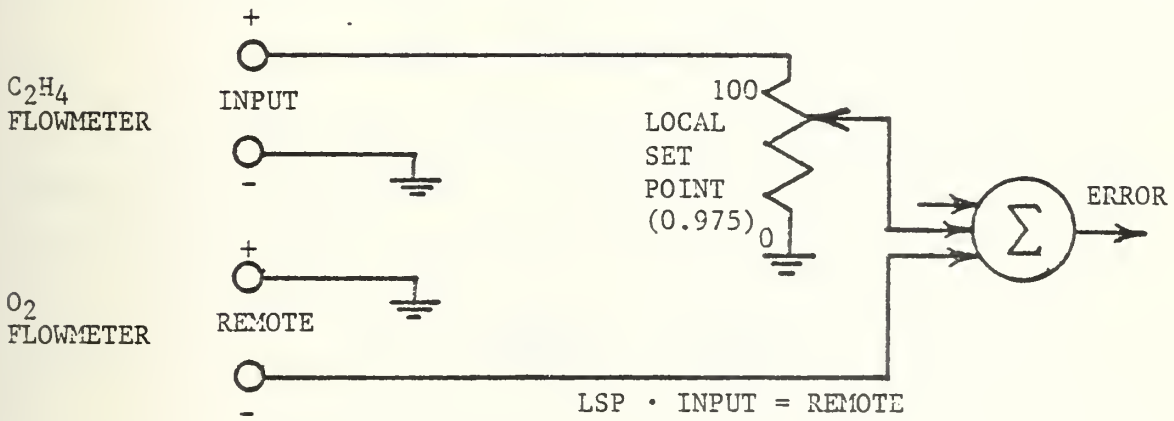 +
C2H4
FLOWMETER
INPUT
-
100
LOCAL
SET
POINT
(0.975)
0
Σ
ERROR
+
O2
FLOWMETER
REMOTE
-
LSP · INPUT = REMOTE